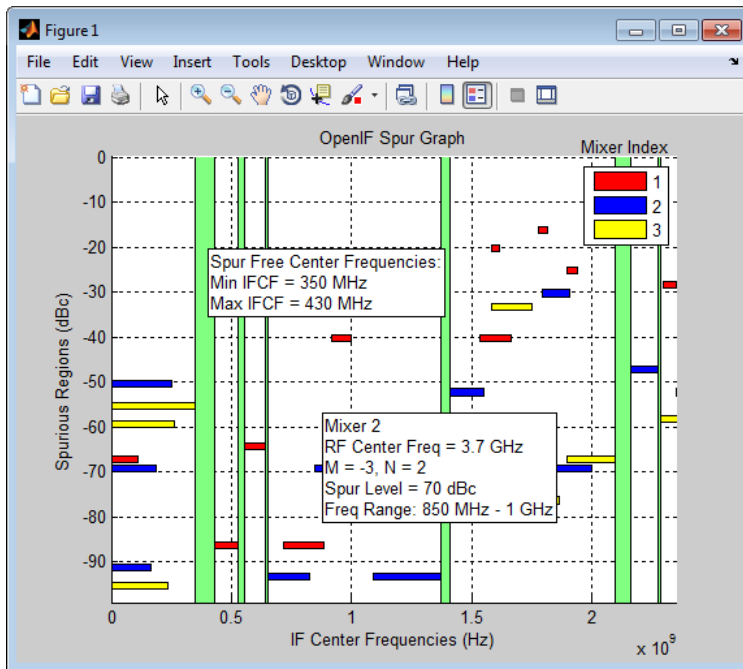 Figure 1
File Edit View Insert Tools Desktop Window Help
OpenIF Spur Graph
Mixer Index
1
2
3
0
-10
-20
-30
-40
-50
-60
-70
-80
-90
Spurious Regions (dBc)
Spur Free Center Frequencies:
Min IFCF = 350 MHz
Max IFCF = 430 MHz
Mixer 2
RF Center Freq = 3.7 GHz
M = -3, N = 2
Spur Level = 70 dBc
Freq Range: 850 MHz - 1 GHz
0 0.5 1 1.5 2
IF Center Frequencies (Hz)
x 10^9